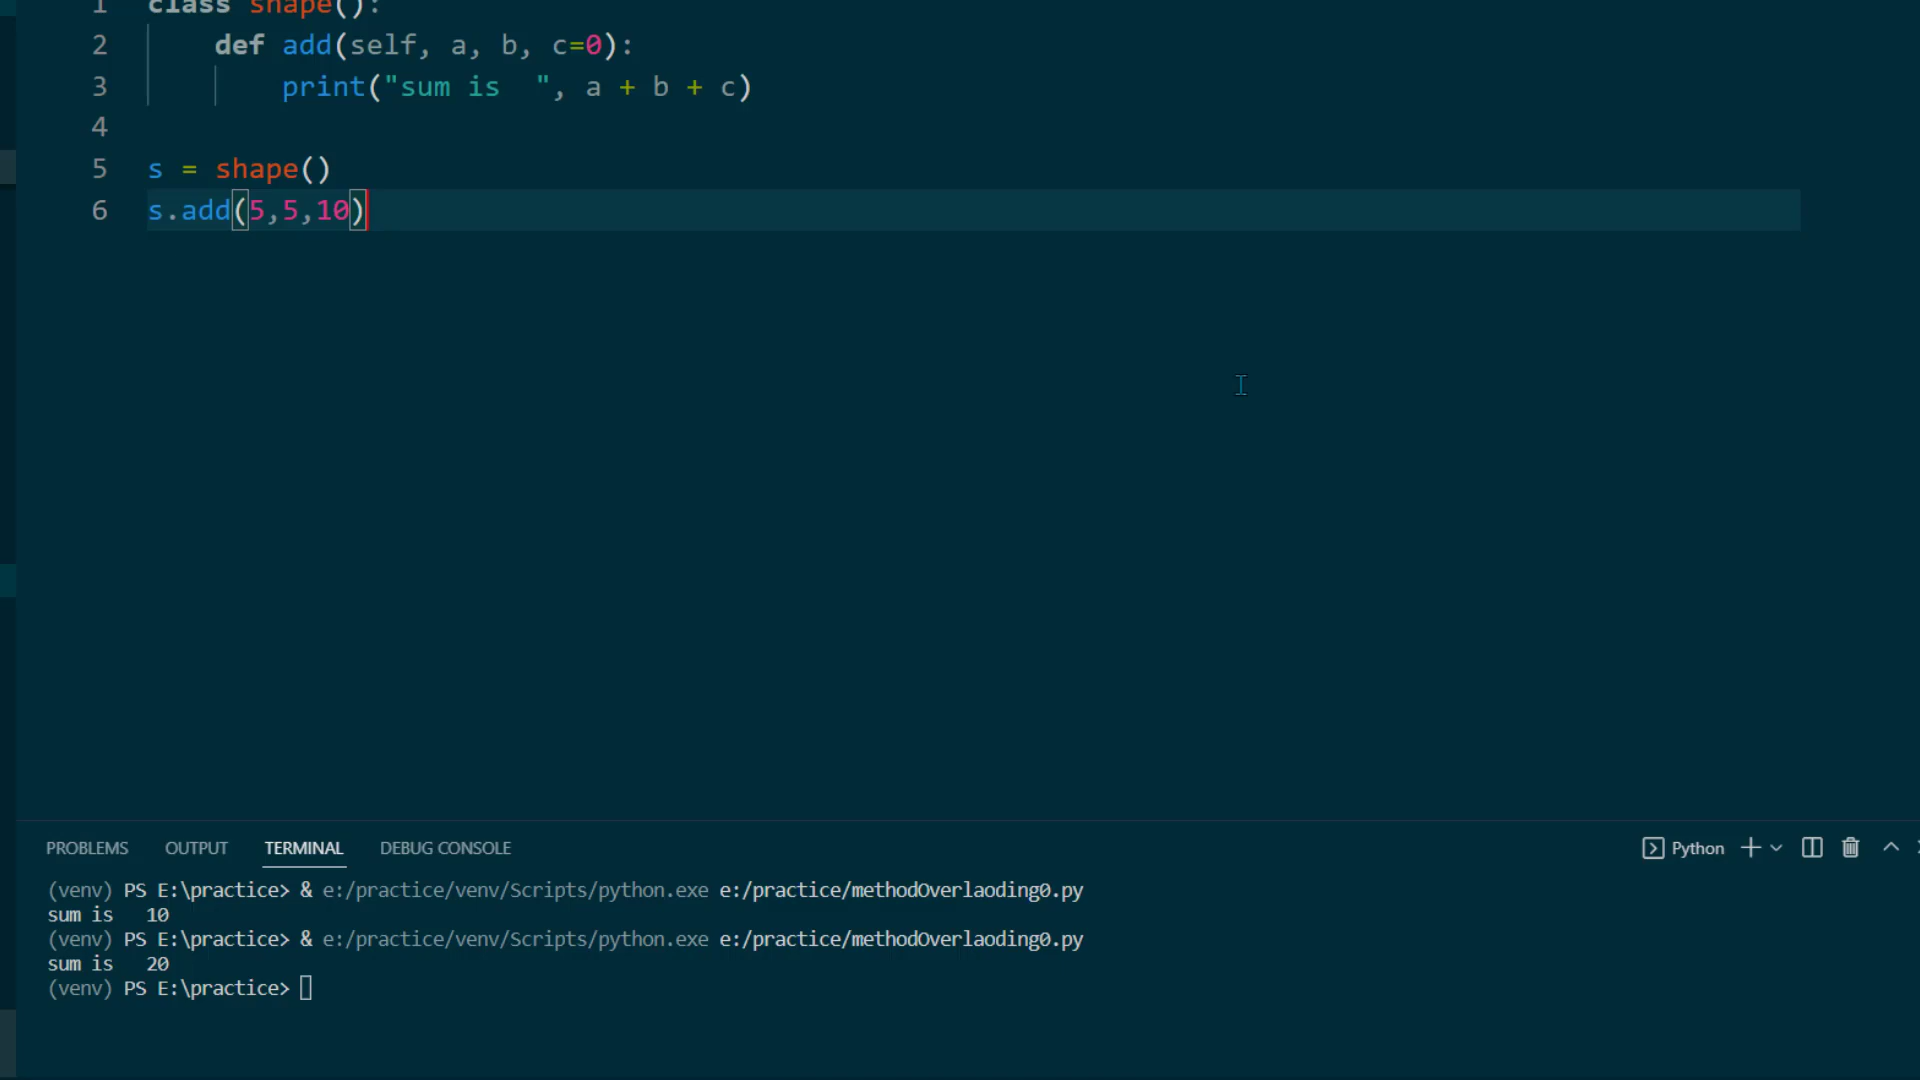 1 class shape():
2 def add(self, a, b, c=0):
3 print("sum is  ", a + b + c)
4
5 s = shape()
6 s.add(5,5,10)
PROBLEMS OUTPUT TERMINAL DEBUG CONSOLE Python
(venv) PS E:\practice> & e:/practice/venv/Scripts/python.exe e:/practice/methodOverlaoding0.py
sum is   10
(venv) PS E:\practice> & e:/practice/venv/Scripts/python.exe e:/practice/methodOverlaoding0.py
sum is   20
(venv) PS E:\practice>